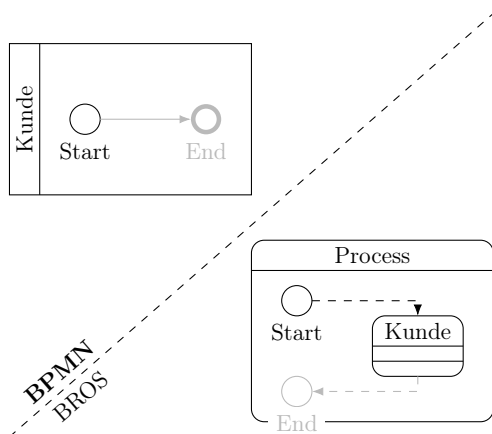 Kunde
Start
End
Process
Start
Kunde
End
BPMN
BROS